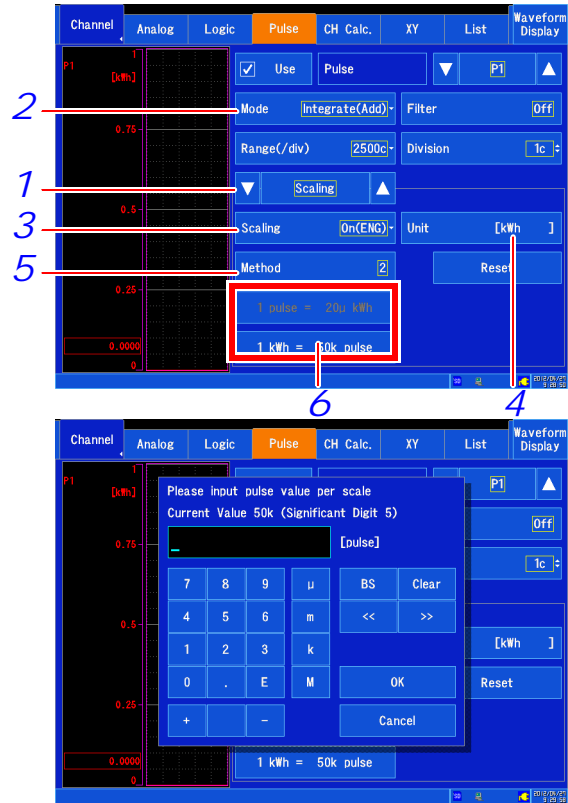 Channel Analog Logic Pulse CH Calc. XY List Waveform Display
P1 1
[kWh]
Use Pulse P1
2 Mode Integrate(Add) Filter Off
0.75
Range(/div) 2500c Division 1c
1 Scaling
0.5
3 Scaling On(ENG) Unit [kWh ]
5 Method 2 Reset
0.25
1 pulse = 20µ kWh
0.0000
1 kWh = 50k pulse
0
6 4
Channel Analog Logic Pulse CH Calc. XY List Waveform Display
P1 1
[kWh]
P1
Please input pulse value per scale
Current Value 50k (Significant Digit 5)
Off
0.75
_ [pulse]
1c
7 8 9 µ BS Clear
4 5 6 m << >>
0.5
1 2 3 k
[kWh ]
0 . E M OK
Reset
0.25
+ - Cancel
0.0000
1 kWh = 50k pulse
0